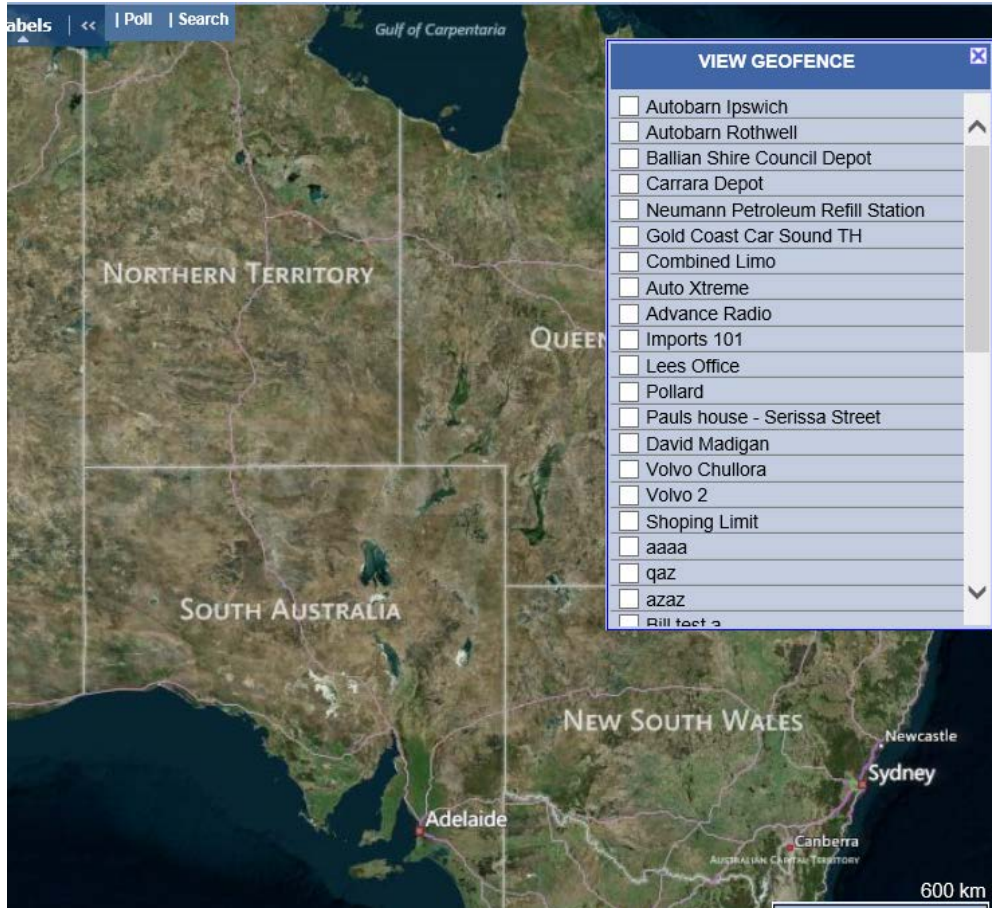 abels | << | Poll | Search
Gulf of Carpentaria
VIEW GEOFENCE
Autobarn Ipswich
Autobarn Rothwell
Ballian Shire Council Depot
Carrara Depot
Neumann Petroleum Refill Station
Gold Coast Car Sound TH
Combined Limo
Auto Xtreme
Advance Radio
Imports 101
Lees Office
Pollard
Pauls house - Serissa Street
David Madigan
Volvo Chullora
Volvo 2
Shoping Limit
aaaa
qaz
azaz
Bill test a
NORTHERN TERRITORY
QUEEN
SOUTH AUSTRALIA
NEW SOUTH WALES
Newcastle
Sydney
Adelaide
Canberra
AUSTRALIAN CAPITAL TERRITORY
600 km